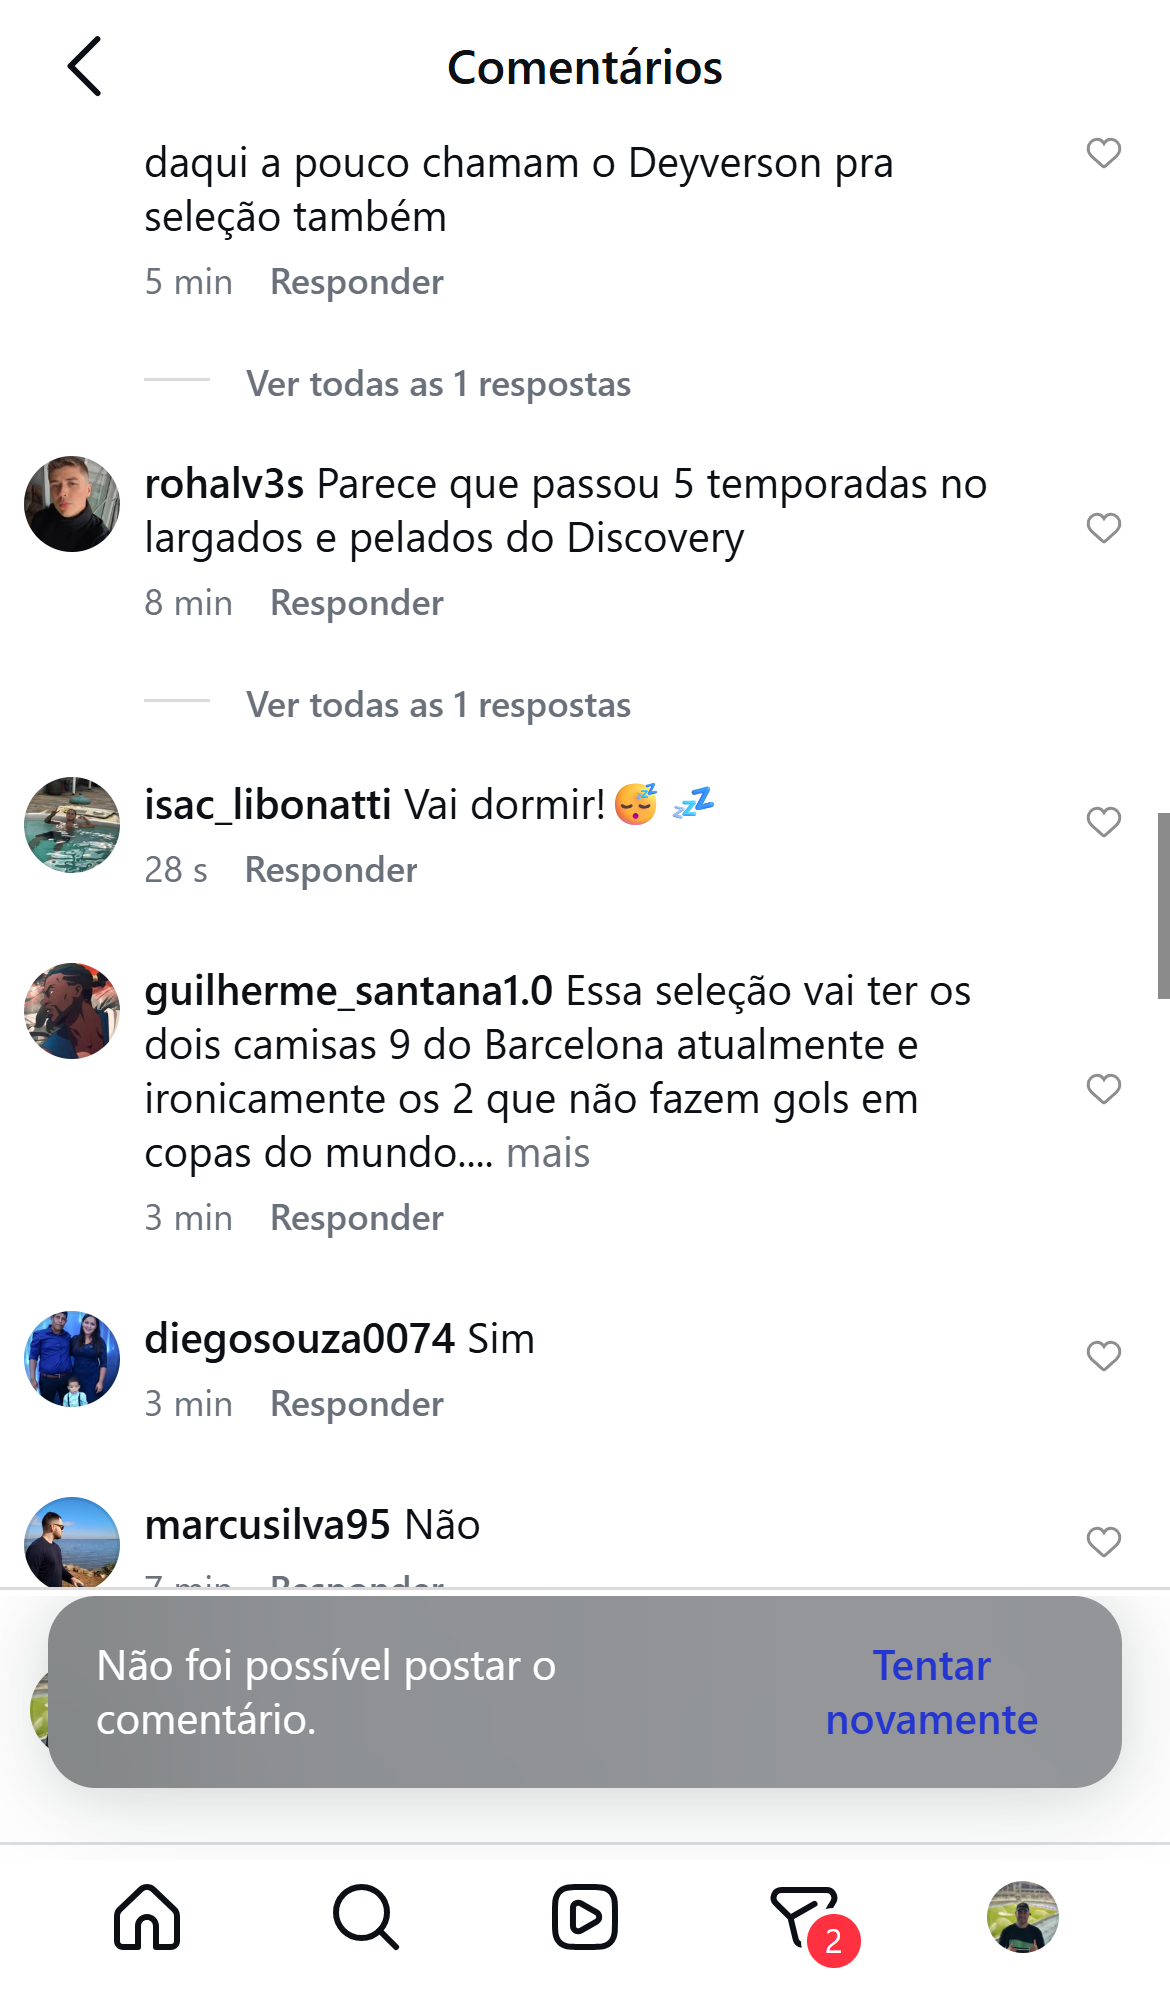 Comentários
daqui a pouco chamam o Deyverson pra
seleção também
5 min Responder
Ver todas as 1 respostas
rohalv3s Parece que passou 5 temporadas no
largados e pelados do Discovery
8 min Responder
Ver todas as 1 respostas
isac_libonatti Vai dormir!😴 💤
28 s Responder
guilherme_santana1.0 Essa seleção vai ter os
dois camisas 9 do Barcelona atualmente e
ironicamente os 2 que não fazem gols em
copas do mundo.... mais
3 min Responder
diegosouza0074 Sim
3 min Responder
marcusilva95 Não
7 min Responder
Não foi possível postar o
comentário.
Tentar
novamente
2